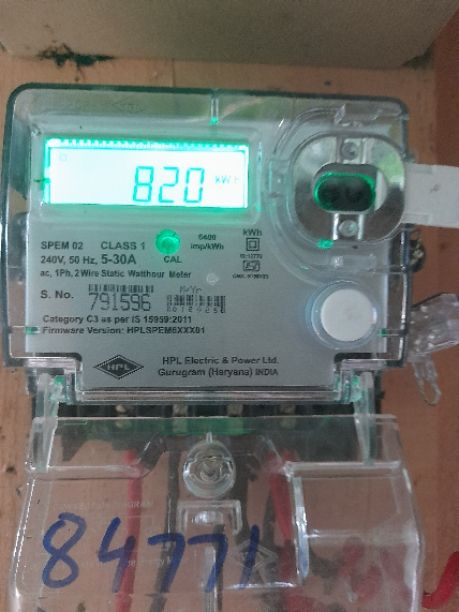 820 kWh
SPEM 02 CLASS 1
240V, 50 Hz, 5-30A
CAL
6400
imp/kWh
kWh
ac, 1Ph, 2 Wire Static Watthour Meter
S. No. 791596
Category C3 as per IS 15959:2011
Firmware Version: HPLSPEM6XXX01
HPL
HPL Electric & Power Ltd.
Gurugram (Haryana) INDIA
84771